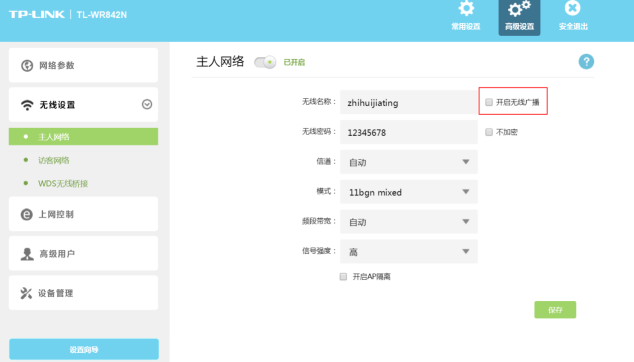 TP-LINK | TL-WR842N
常用设置
高级设置
安全退出
网络参数
无线设置
主人网络
访客网络
WDS无线桥接
上网控制
高级用户
设备管理
设置向导
主人网络 已开启 ?
无线名称： zhihuijiating 开启无线广播
无线密码： 12345678 不加密
信道： 自动
模式： 11bgn mixed
频段带宽： 自动
信号强度： 高
开启AP隔离
保存